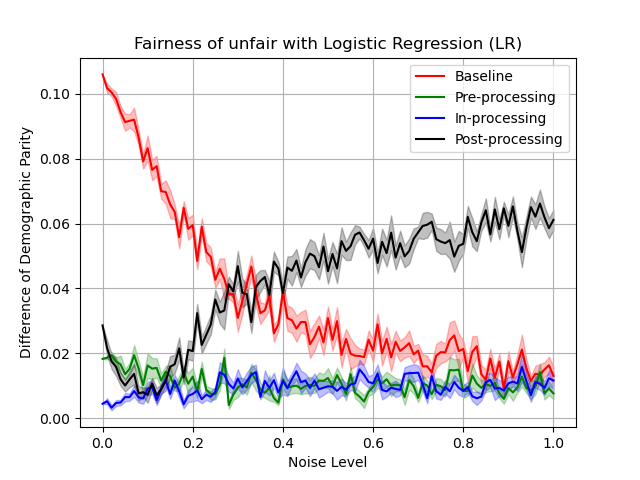 Fairness of unfair with Logistic Regression (LR)
Baseline
Pre-processing
In-processing
Post-processing
Difference of Demographic Parity
0.10
0.08
0.06
0.04
0.02
0.00
0.0 0.2 0.4 0.6 0.8 1.0
Noise Level